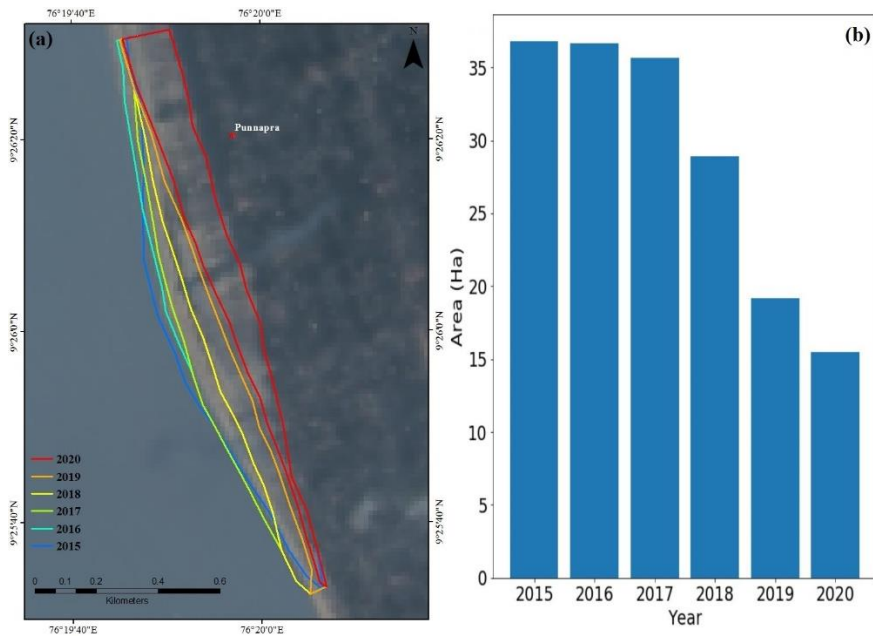 76°19'40"E 76°20'0"E
(a)
N
Punnapra
9°26'20"N
9°26'20"N
9°26'0"N
9°26'0"N
9°25'40"N
9°25'40"N
2020
2019
2018
2017
2016
2015
0 0.1 0.2 0.4 0.6
Kilometers
76°19'40"E 76°20'0"E
(b)
Area (Ha)
35
30
25
20
15
10
5
0
2015 2016 2017 2018 2019 2020
Year